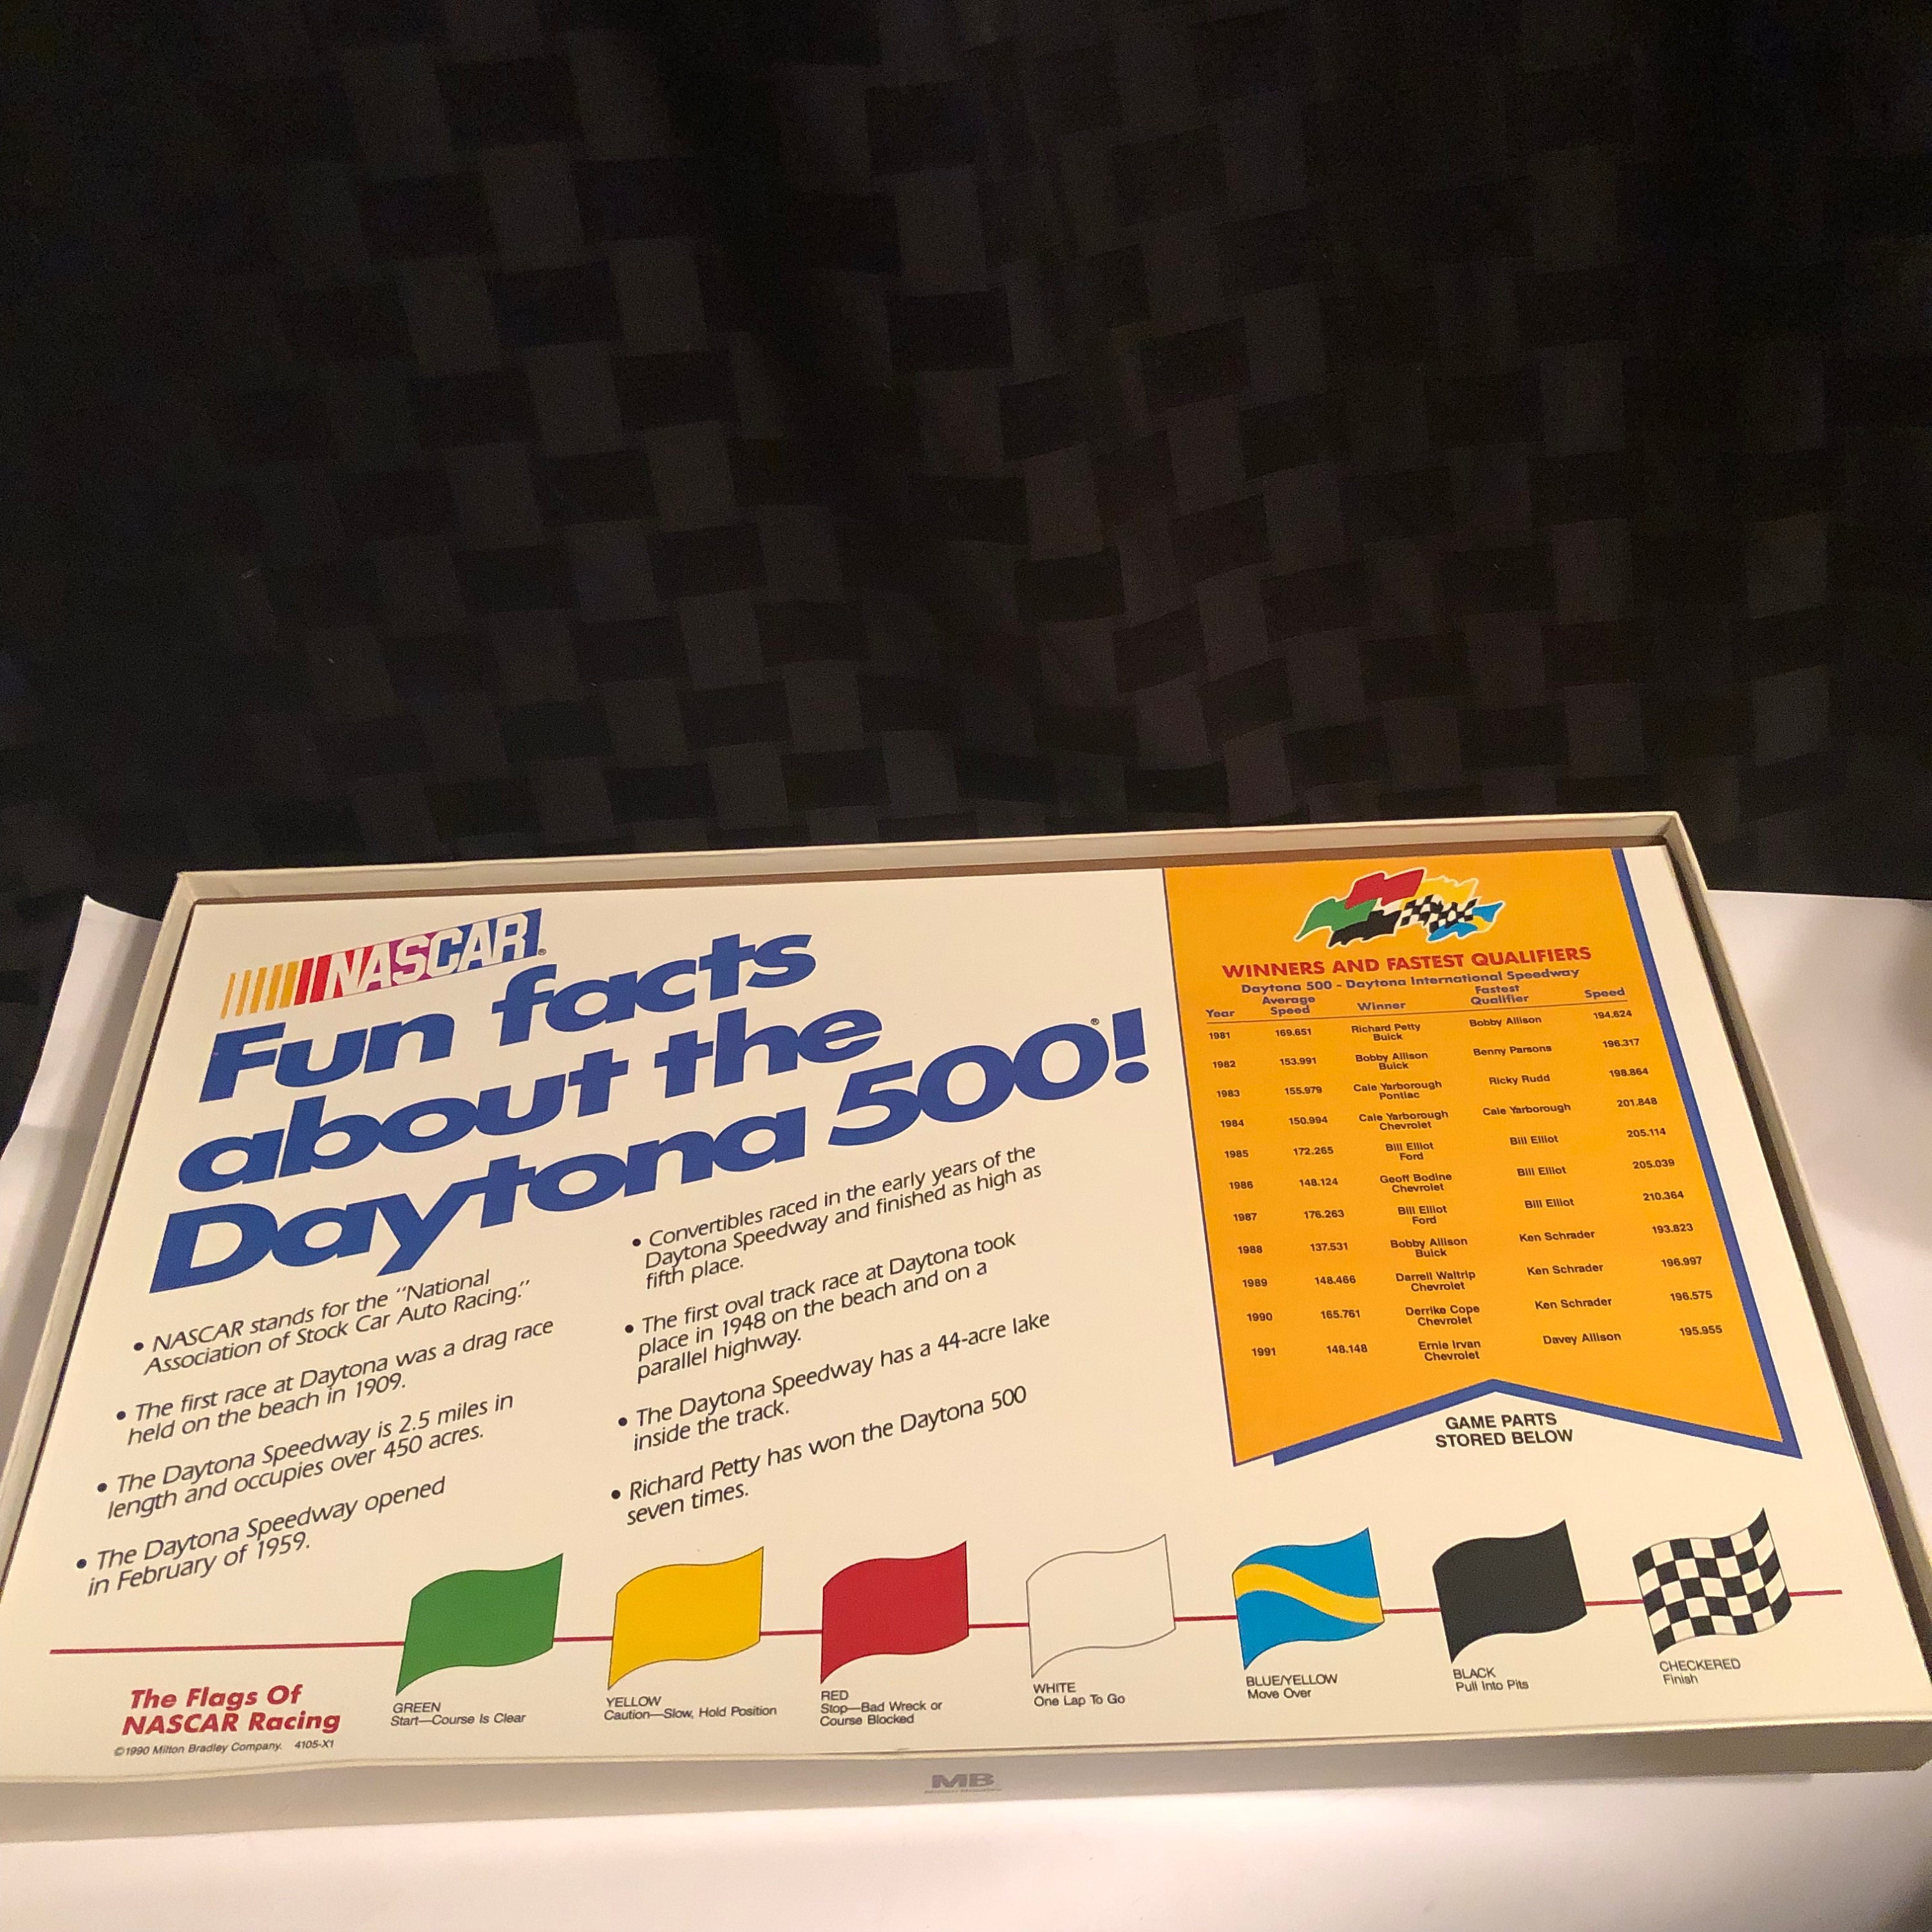 NASCAR®
Fun facts
about the
Daytona 500!®
• NASCAR stands for the "National
Association of Stock Car Auto Racing."
• The first race at Daytona was a drag race
held on the beach in 1909.
• The Daytona Speedway is 2.5 miles in
length and occupies over 450 acres.
• The Daytona Speedway opened
in February of 1959.
• Convertibles raced in the early years of the
Daytona Speedway and finished as high as
fifth place.
• The first oval track race at Daytona took
place in 1948 on the beach and on a
parallel highway.
• The Daytona Speedway has a 44-acre lake
inside the track.
• Richard Petty has won the Daytona 500
seven times.
WINNERS AND FASTEST QUALIFIERS
Daytona 500 - Daytona International Speedway
Year Average Speed Winner Fastest Qualifier Speed
1981 169.651 Richard Petty Buick Bobby Allison 194.624
1982 153.991 Bobby Allison Buick Benny Parsons 196.317
1983 155.979 Cale Yarborough Pontiac Ricky Rudd 198.864
1984 150.994 Cale Yarborough Chevrolet Cale Yarborough 201.848
1985 172.265 Bill Elliot Ford Bill Elliot 205.114
1986 148.124 Geoff Bodine Chevrolet Bill Elliot 205.039
1987 176.263 Bill Elliot Ford Bill Elliot 210.364
1988 137.531 Bobby Allison Buick Ken Schrader 193.823
1989 148.466 Darrell Waltrip Chevrolet Ken Schrader 196.997
1990 165.761 Derrike Cope Chevrolet Ken Schrader 196.575
1991 148.148 Ernie Irvan Chevrolet Davey Allison 195.955
GAME PARTS
STORED BELOW
The Flags Of
NASCAR Racing
©1990 Milton Bradley Company. 4105-X1
GREEN
Start—Course Is Clear
YELLOW
Caution—Slow, Hold Position
RED
Stop—Bad Wreck or
Course Blocked
WHITE
One Lap To Go
BLUE/YELLOW
Move Over
BLACK
Pull Into Pits
CHECKERED
Finish
MB